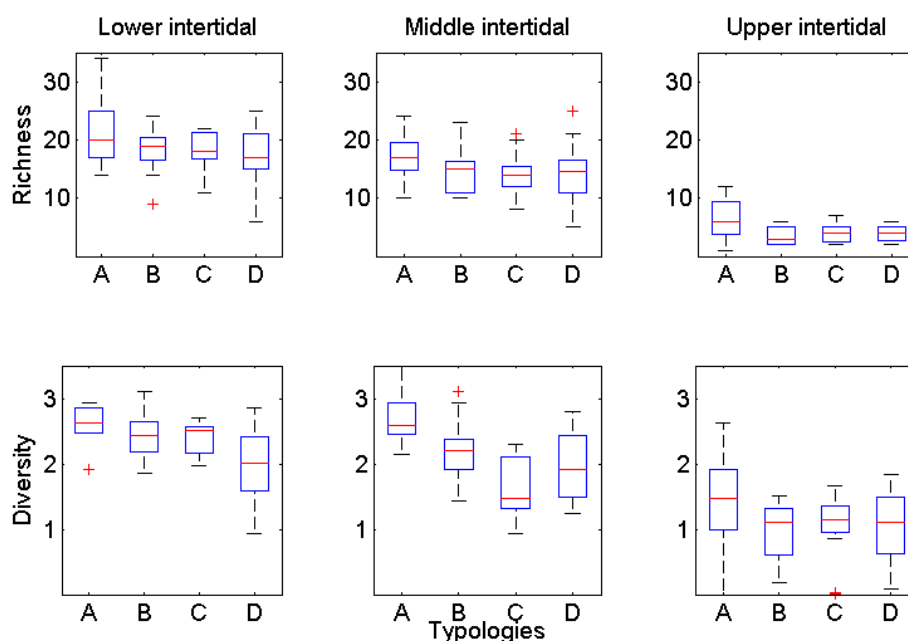 Lower intertidal
Middle intertidal
Upper intertidal
Richness
30
20
10
A B C D
30
20
10
A B C D
30
20
10
A B C D
Diversity
3
2
1
A B C D
3
2
1
A B C D
3
2
1
A B C D
Typologies